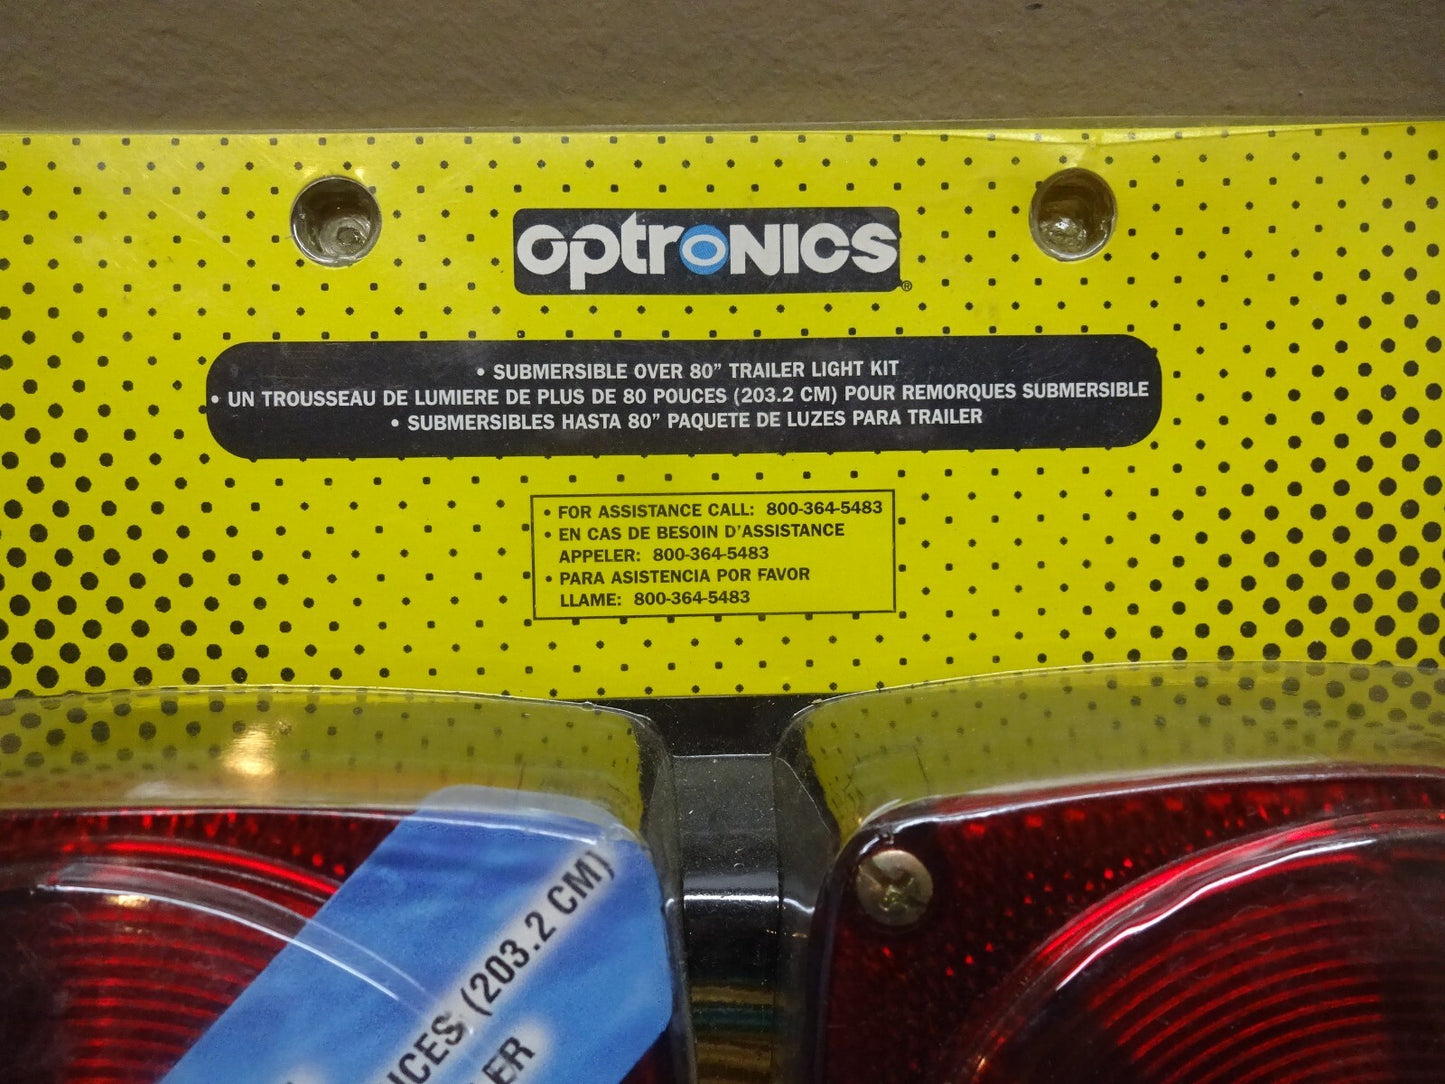 optroNICS®
• SUBMERSIBLE OVER 80” TRAILER LIGHT KIT
• UN TROUSSEAU DE LUMIERE DE PLUS DE 80 POUCES (203.2 CM) POUR REMORQUES SUBMERSIBLE
• SUBMERSIBLES HASTA 80” PAQUETE DE LUZES PARA TRAILER
• FOR ASSISTANCE CALL: 800-364-5483
• EN CAS DE BESOIN D’ASSISTANCE
APPELER: 800-364-5483
• PARA ASISTENCIA POR FAVOR
LLAME: 800-364-5483
(203.2 CM)